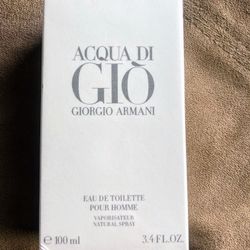 ACQUA DI
GIÒ
GIORGIO ARMANI
EAU DE TOILETTE
POUR HOMME
VAPORISATEUR
NATURAL SPRAY
℮ 100 ml 3.4 FL.OZ.